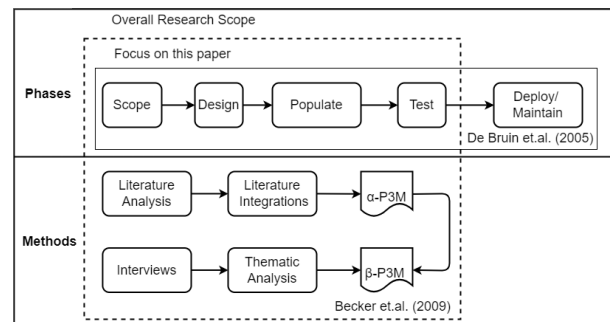 Overall Research Scope
Focus on this paper
Phases
Scope
Design
Populate
Test
Deploy/
Maintain
De Bruin et.al. (2005)
Methods
Literature
Analysis
Literature
Integrations
α-P3M
Interviews
Thematic
Analysis
β-P3M
Becker et.al. (2009)